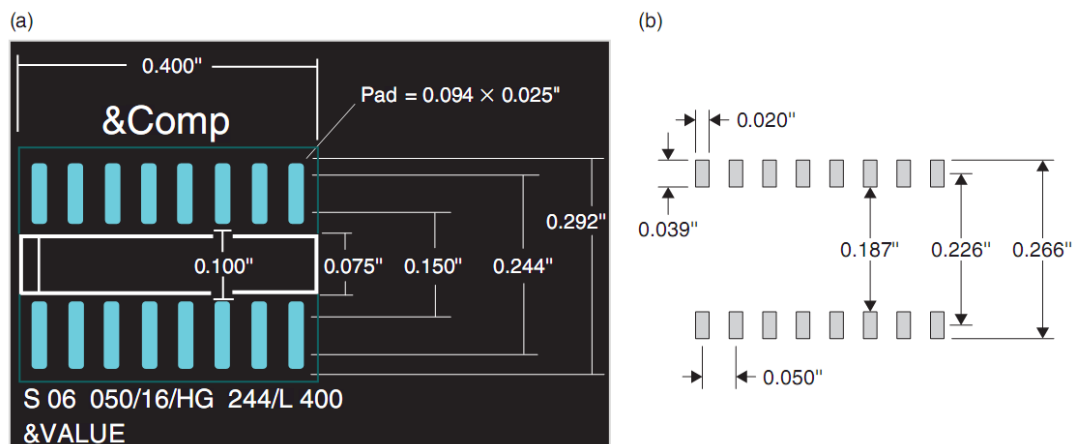 (a)
(b)
0.400"
Pad = 0.094 × 0.025"
&Comp
0.020"
0.039"
0.292"
0.100"
0.075"
0.150"
0.244"
0.187"
0.226"
0.266"
0.050"
S 06 050/16/HG 244/L 400
&VALUE